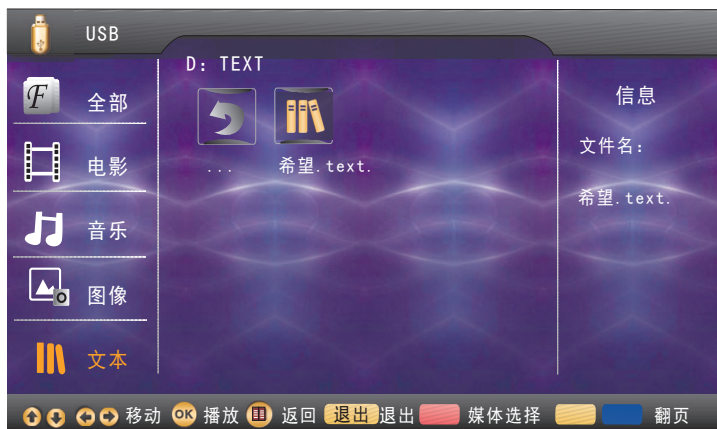 USB
D: TEXT
F 全部
电影
音乐
图像
文本
...
希望.text.
信息
文件名:
希望.text.
移动 OK 播放 返回 退出 退出 媒体选择 翻页